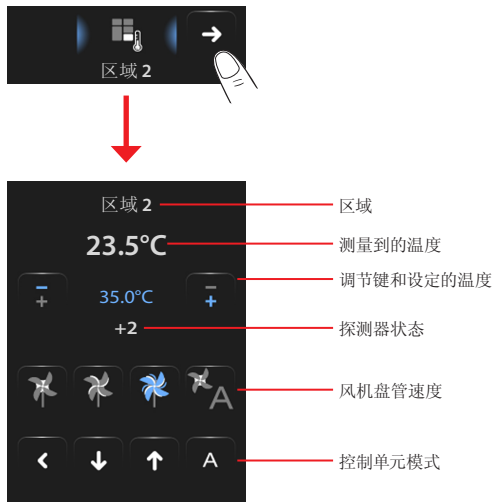 区域 2
区域 2
区域
23.5°C
测量到的温度
35.0°C
调节键和设定的温度
+2
探测器状态
A
风机盘管速度
A
控制单元模式